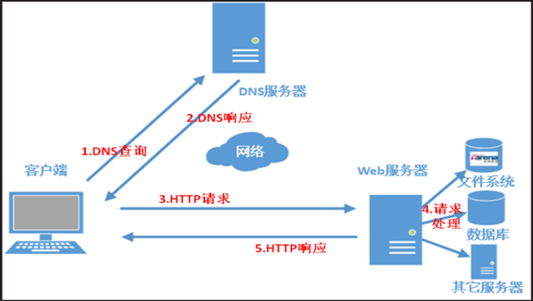 DNS服务器
1.DNS查询
2.DNS响应
网络
客户端
Web服务器
文件系统
3.HTTP请求
4.请求
处理
数据库
5.HTTP响应
其它服务器